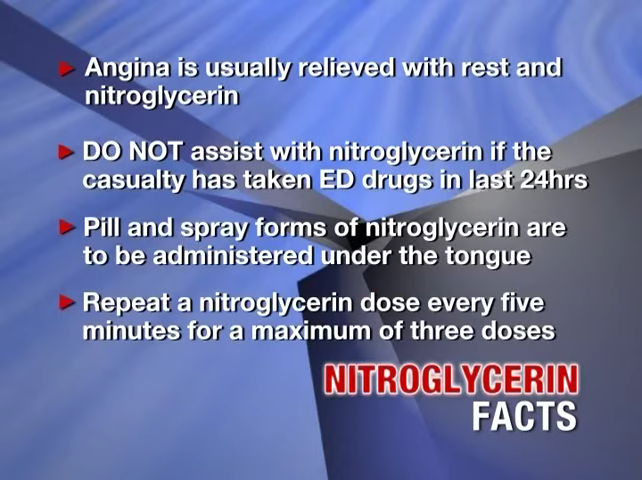 Angina is usually relieved with rest and
nitroglycerin
DO NOT assist with nitroglycerin if the
casualty has taken ED drugs in last 24hrs
Pill and spray forms of nitroglycerin are
to be administered under the tongue
Repeat a nitroglycerin dose every five
minutes for a maximum of three doses
NITROGLYCERIN
FACTS